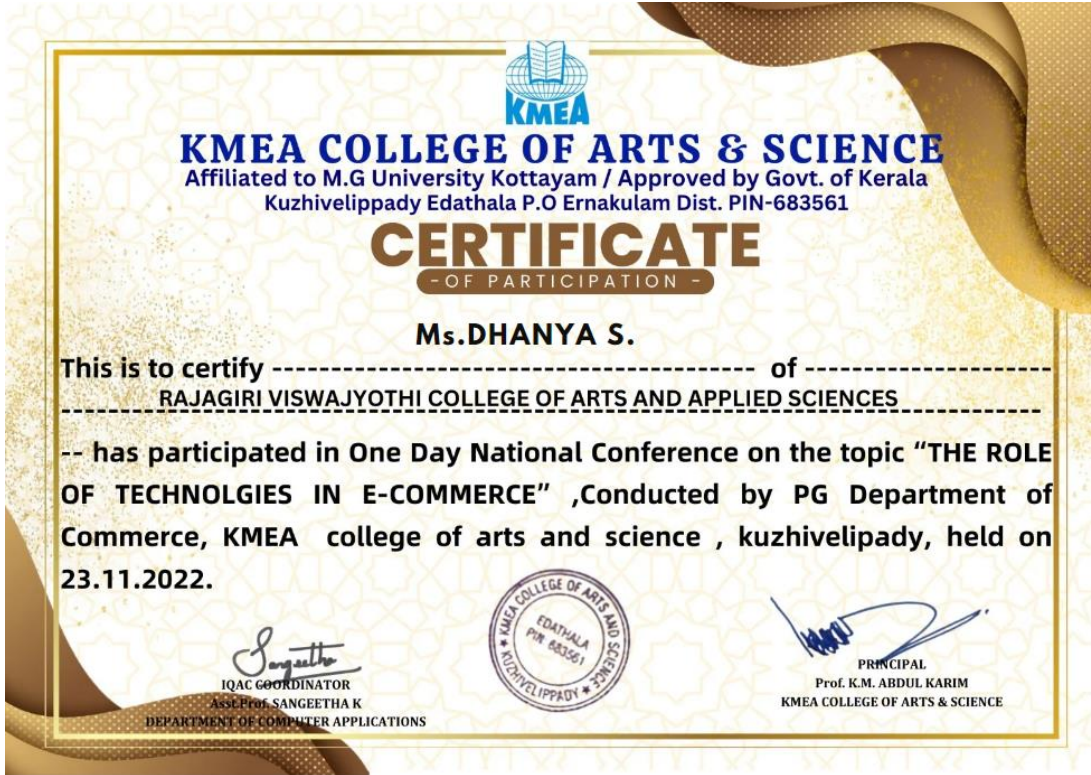 KMEA
KMEA COLLEGE OF ARTS & SCIENCE
Affiliated to M.G University Kottayam / Approved by Govt. of Kerala
Kuzhivelippady Edathala P.O Ernakulam Dist. PIN-683561
CERTIFICATE
- OF PARTICIPATION -
Ms.DHANYA S.
This is to certify ----------------------------------------- of ---------------------
RAJAGIRI VISWAJYOTHI COLLEGE OF ARTS AND APPLIED SCIENCES
-- has participated in One Day National Conference on the topic “THE ROLE
OF TECHNOLGIES IN E-COMMERCE” ,Conducted by PG Department of
Commerce, KMEA college of arts and science , kuzhivelipady, held on
23.11.2022.
Sangeetha
IQAC COORDINATOR
Asst.Prof. SANGEETHA K
DEPARTMENT OF COMPUTER APPLICATIONS
KMEA COLLEGE OF ARTS AND SCIENCE
KUZHIVELIPPADY
EDATHALA
PIN 683561
PRINCIPAL
Prof. K.M. ABDUL KARIM
KMEA COLLEGE OF ARTS & SCIENCE